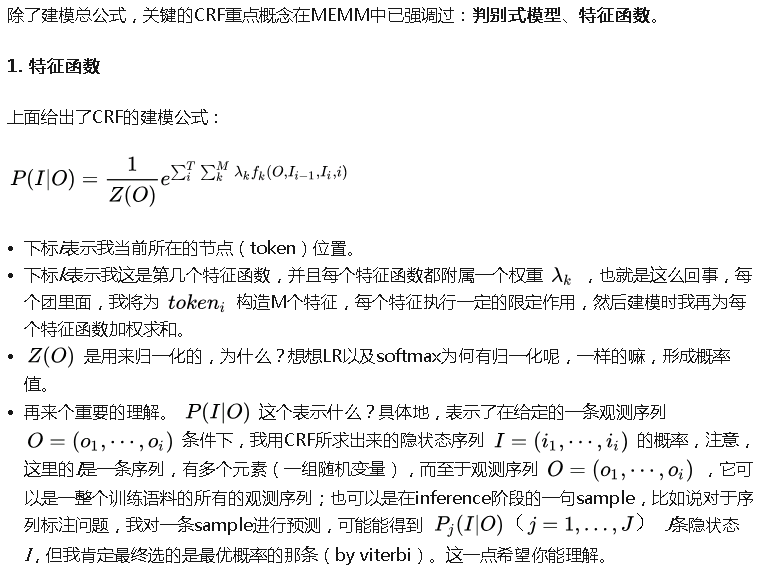 除了建模总公式，关键的CRF重点概念在MEMM中已强调过：判别式模型、特征函数。
1. 特征函数
上面给出了CRF的建模公式：
P(I|O) = \frac{1}{Z(O)} e^{\sum_i^T \sum_k^M \lambda_k f_k(O, I_{i-1}, I_i, i)}
• 下标i表示我当前所在的节点（token）位置。
• 下标k表示我这是第几个特征函数，并且每个特征函数都附属一个权重 λ_k ，也就是这么回事，每
个团里面，我将为 token_i 构造M个特征，每个特征执行一定的限定作用，然后建模时我再为每
个特征函数加权求和。
• Z(O) 是用来归一化的，为什么？想想LR以及softmax为何有归一化呢，一样的嘛，形成概率
值。
• 再来个重要的理解。 P(I|O) 这个表示什么？具体地，表示了在给定的一条观测序列
O = (o_1, ⋯, o_i) 条件下，我用CRF所求出来的隐状态序列 I = (i_1, ⋯, i_i) 的概率，注意，
这里的I是一条序列，有多个元素（一组随机变量），而至于观测序列 O = (o_1, ⋯, o_i) ，它可
以是一整个训练语料的所有的观测序列；也可以是在inference阶段的一句sample，比如说对于序
列标注问题，我对一条sample进行预测，可能能得到 P_j(I|O)（j = 1, …, J） J条隐状态
I，但我肯定最终选的是最优概率的那条（by viterbi）。这一点希望你能理解。